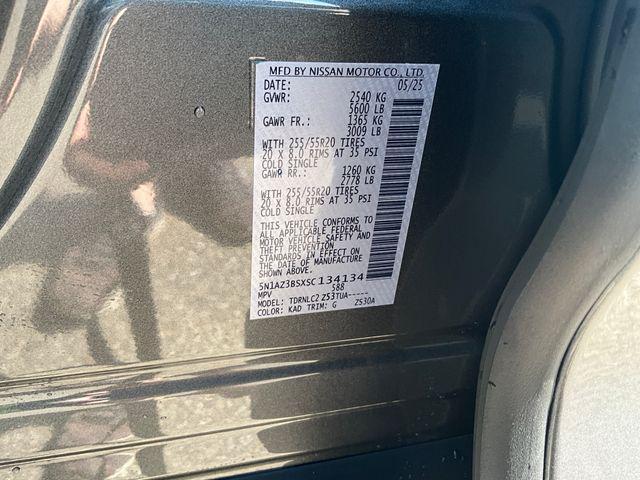 MFD BY NISSAN MOTOR CO., LTD.
DATE: 05/25
GVWR: 2540 KG
5600 LB
GAWR FR.: 1365 KG
3009 LB
WITH 255/55R20 TIRES
20 X 8.0 RIMS AT 35 PSI
COLD SINGLE
GAWR RR.: 1260 KG
2778 LB
WITH 255/55R20 TIRES
20 X 8.0 RIMS AT 35 PSI
COLD SINGLE
THIS VEHICLE CONFORMS TO
ALL APPLICABLE FEDERAL
MOTOR VEHICLE SAFETY AND
THEFT PREVENTION
STANDARDS IN EFFECT ON
THE DATE OF MANUFACTURE
SHOWN ABOVE.
5N1AZ3BSXSC134134
MPV 588
MODEL: TDRNLC2 Z53TUA-----
COLOR: KAD TRIM: G Z530A